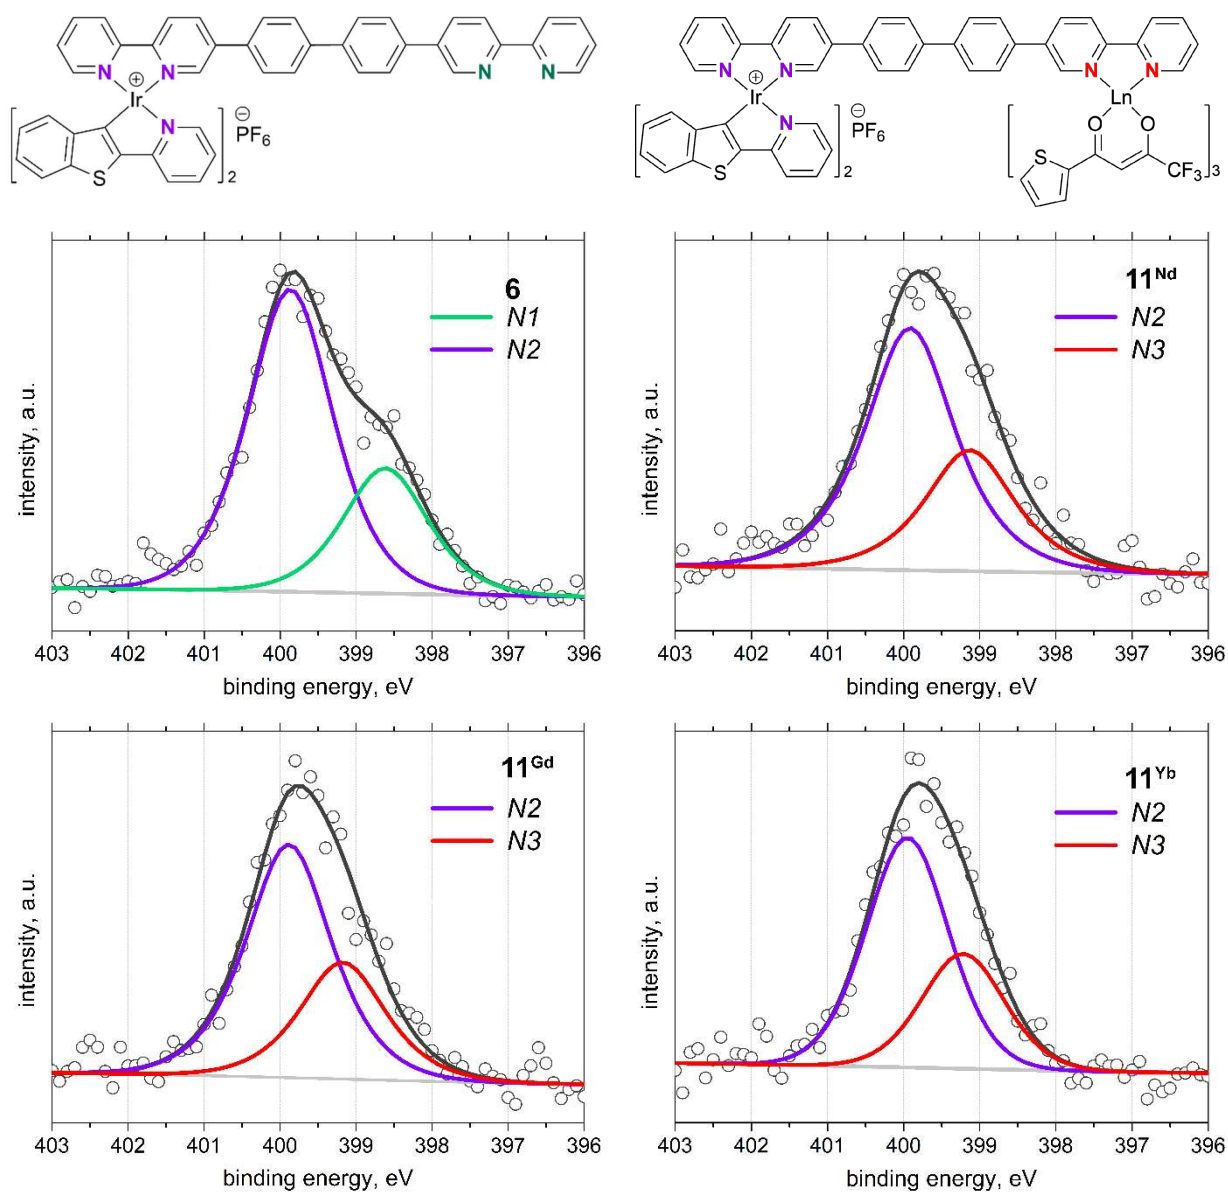 N N N N
⊕
Ir
N
S
2
⊖
PF6
N N N N
⊕
Ir
N
S
2
⊖
PF6
Ln
O O
S
CF3
3
6
N1
N2
intensity, a.u.
403 402 401 400 399 398 397 396
binding energy, eV
11Nd
N2
N3
intensity, a.u.
403 402 401 400 399 398 397 396
binding energy, eV
11Gd
N2
N3
intensity, a.u.
403 402 401 400 399 398 397 396
binding energy, eV
11Yb
N2
N3
intensity, a.u.
403 402 401 400 399 398 397 396
binding energy, eV